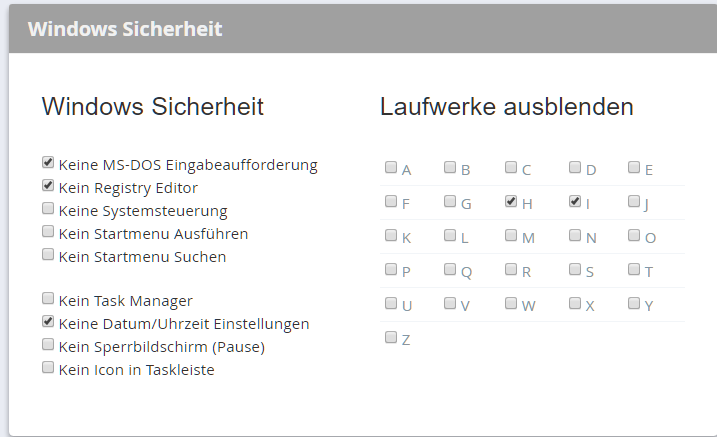 Windows Sicherheit
Windows Sicherheit
Keine MS-DOS Eingabeaufforderung
Kein Registry Editor
Keine Systemsteuerung
Kein Startmenu Ausführen
Kein Startmenu Suchen
Kein Task Manager
Keine Datum/Uhrzeit Einstellungen
Kein Sperrbildschirm (Pause)
Kein Icon in Taskleiste
Laufwerke ausblenden
A B C D E
F G H I J
K L M N O
P Q R S T
U V W X Y
Z